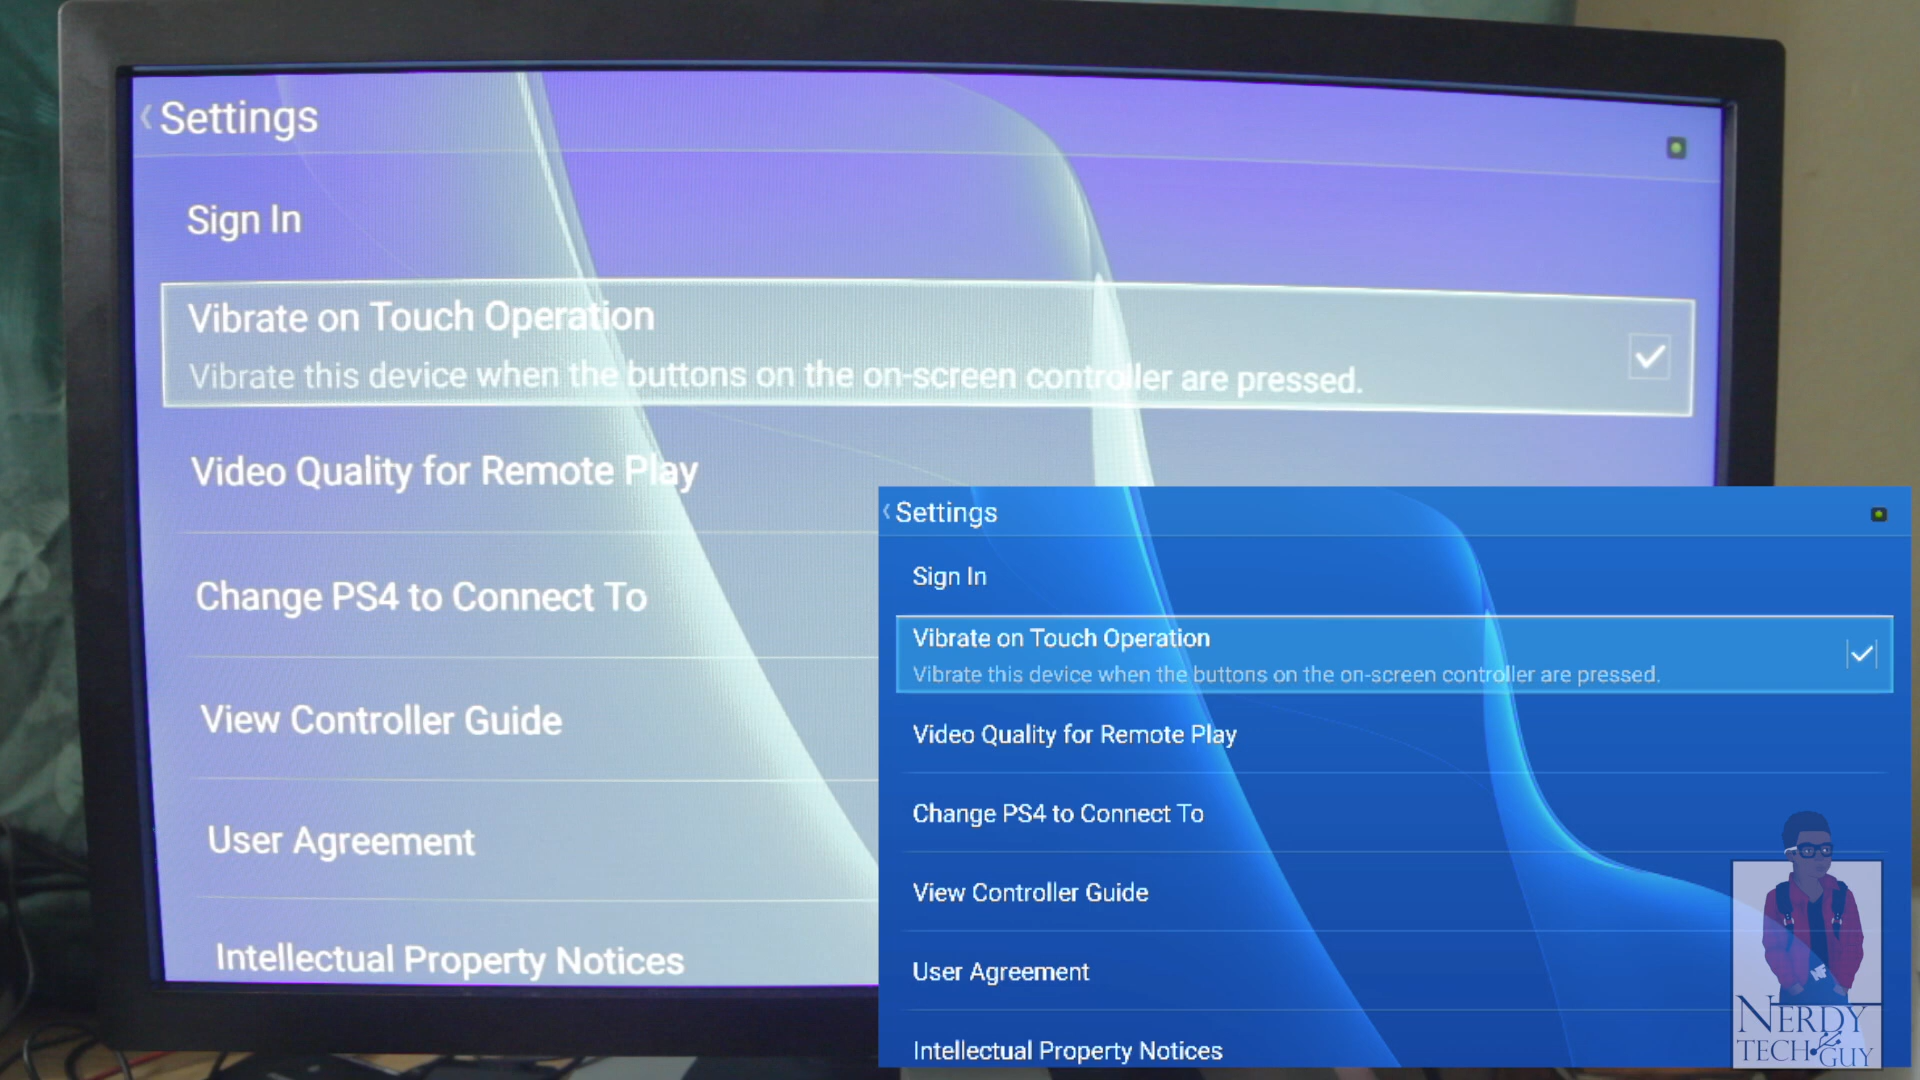 Settings
Sign In
Vibrate on Touch Operation
Vibrate this device when the buttons on the on-screen controller are pressed.
Video Quality for Remote Play
Change PS4 to Connect To
View Controller Guide
User Agreement
Intellectual Property Notices
Settings
Sign In
Vibrate on Touch Operation
Vibrate this device when the buttons on the on-screen controller are pressed.
Video Quality for Remote Play
Change PS4 to Connect To
View Controller Guide
User Agreement
Intellectual Property Notices
NERDY
TECH GUY